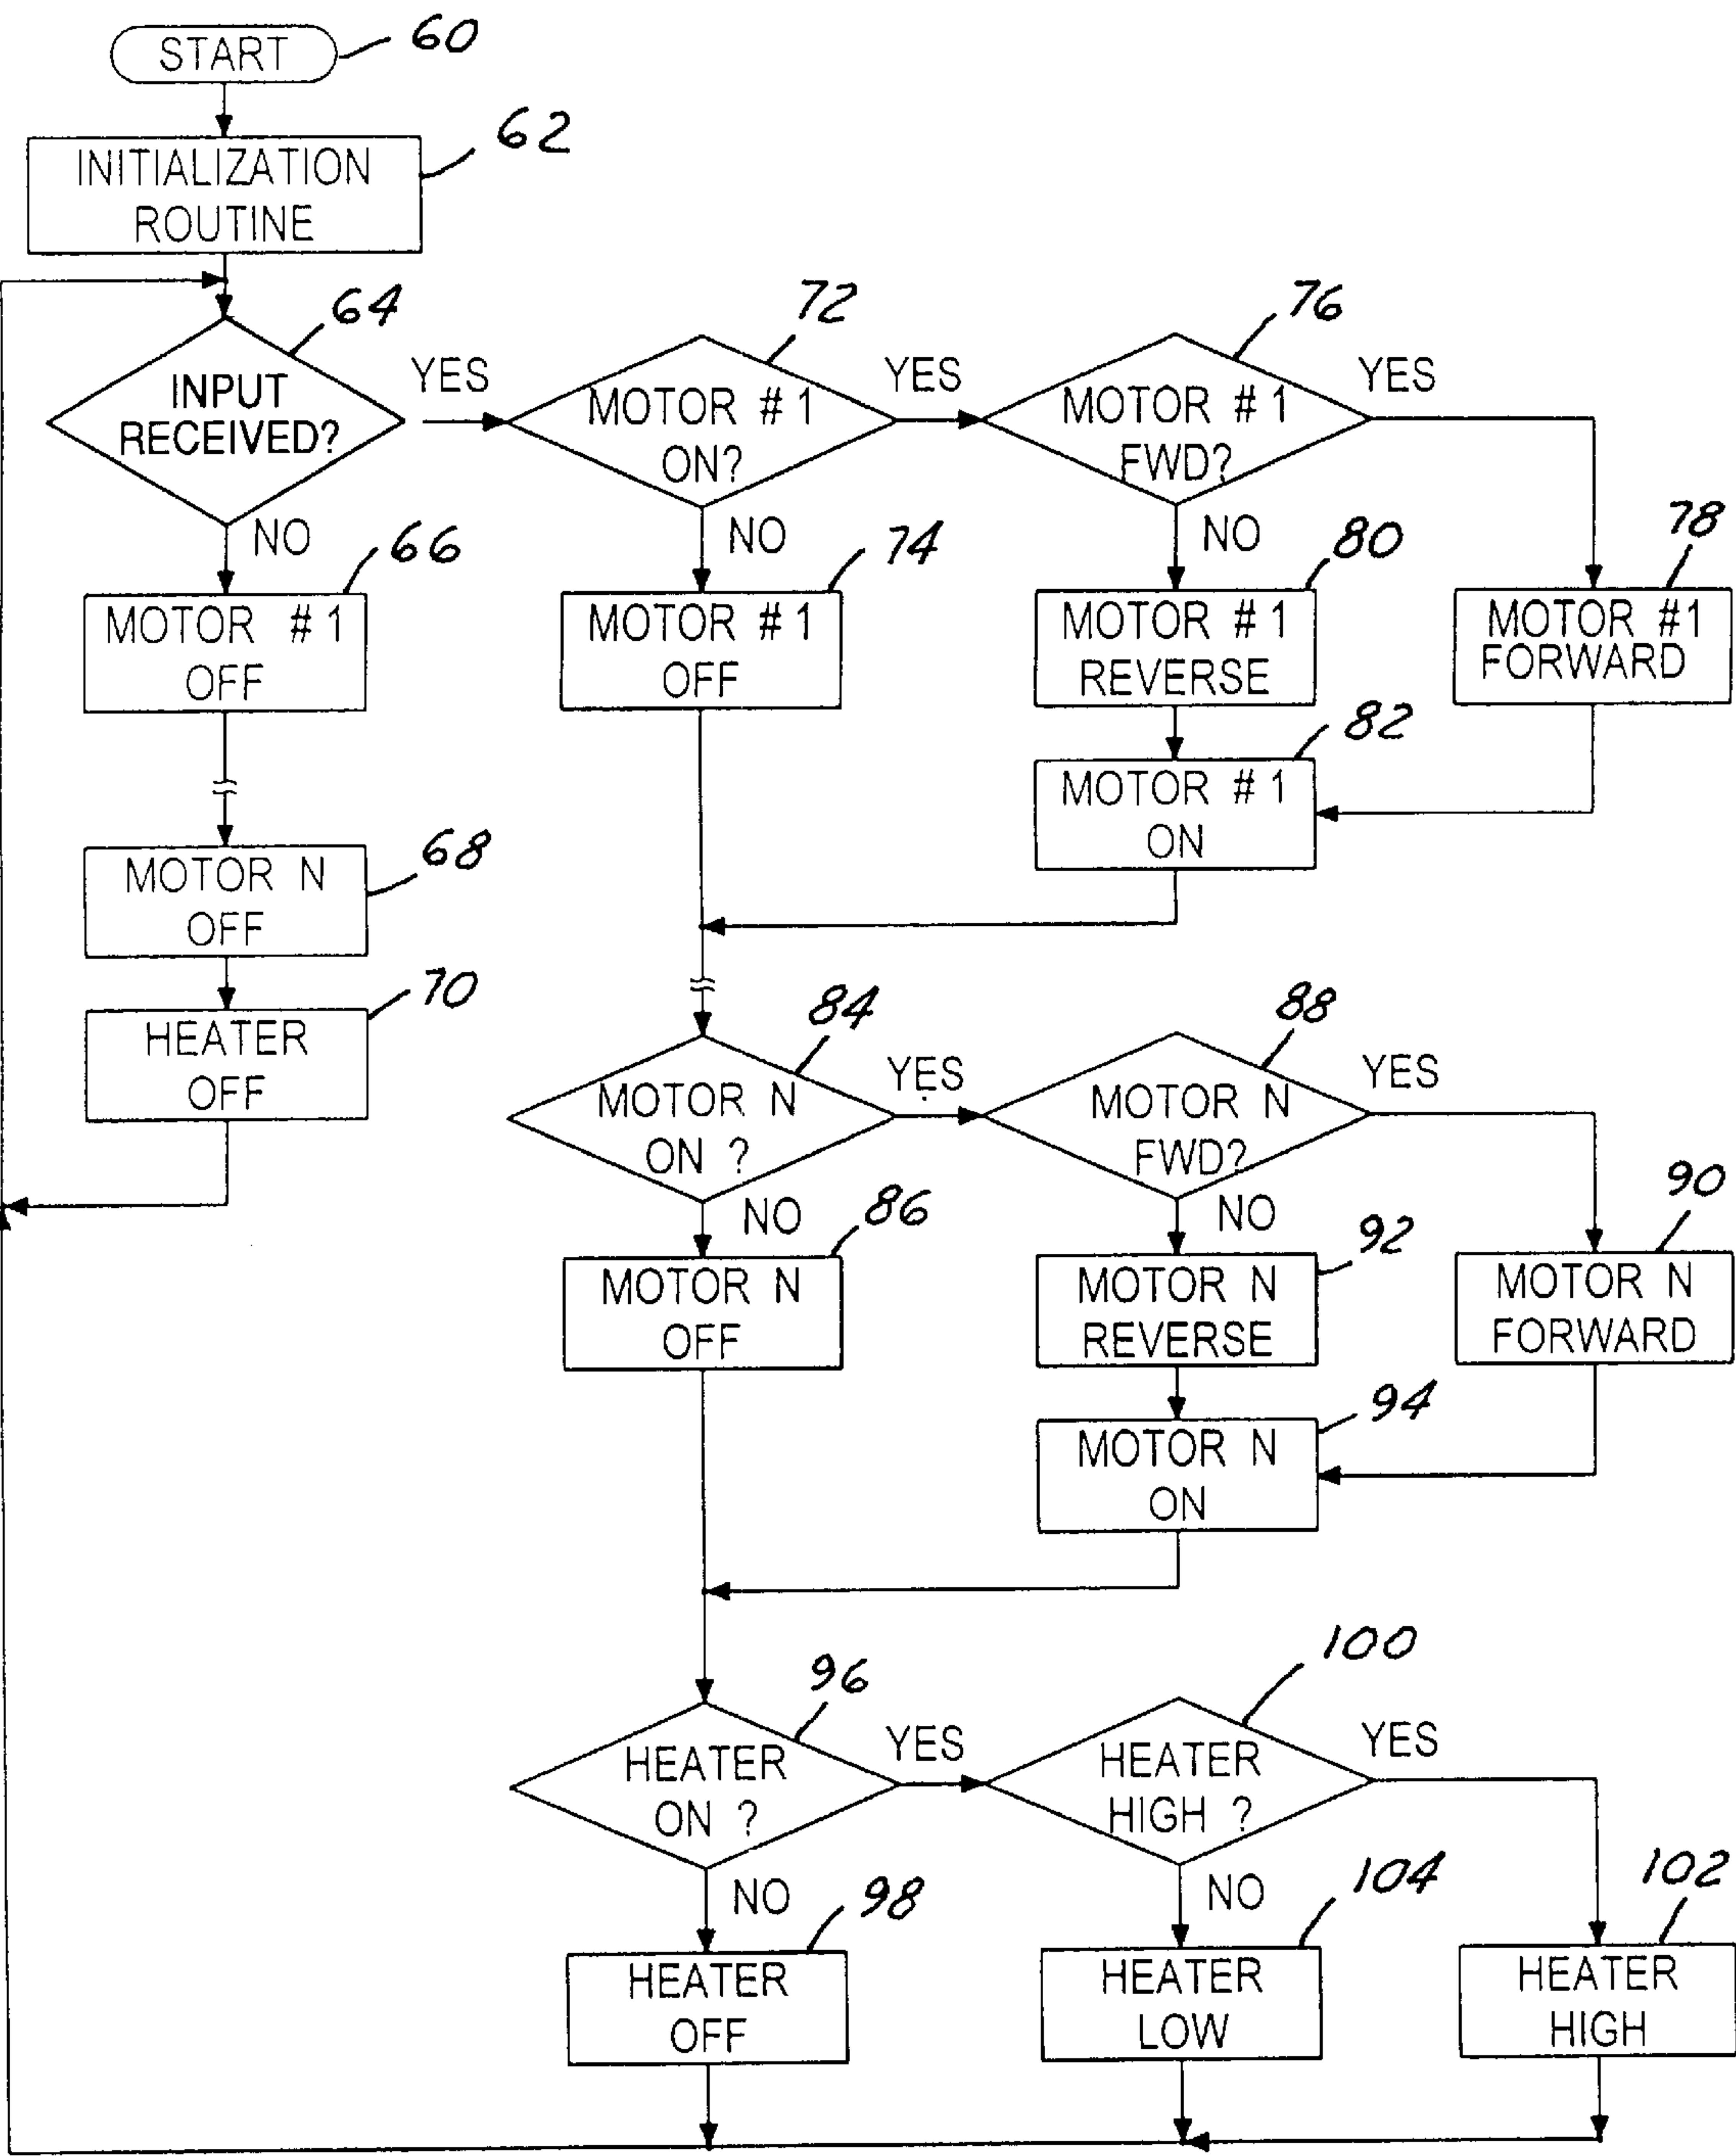 START
60
INITIALIZATION
ROUTINE
62
INPUT
RECEIVED?
64
YES
NO
MOTOR # 1
ON?
72
YES
NO
MOTOR # 1
FWD?
76
YES
NO
MOTOR # 1
OFF
66
MOTOR # 1
OFF
74
MOTOR # 1
REVERSE
80
MOTOR #1
FORWARD
78
MOTOR # 1
ON
82
MOTOR N
OFF
68
HEATER
OFF
70
MOTOR N
ON ?
84
YES
NO
MOTOR N
FWD?
88
YES
NO
MOTOR N
OFF
86
MOTOR N
REVERSE
92
MOTOR N
FORWARD
90
MOTOR N
ON
94
HEATER
ON ?
96
YES
NO
HEATER
HIGH ?
100
YES
NO
HEATER
OFF
98
HEATER
LOW
104
HEATER
HIGH
102